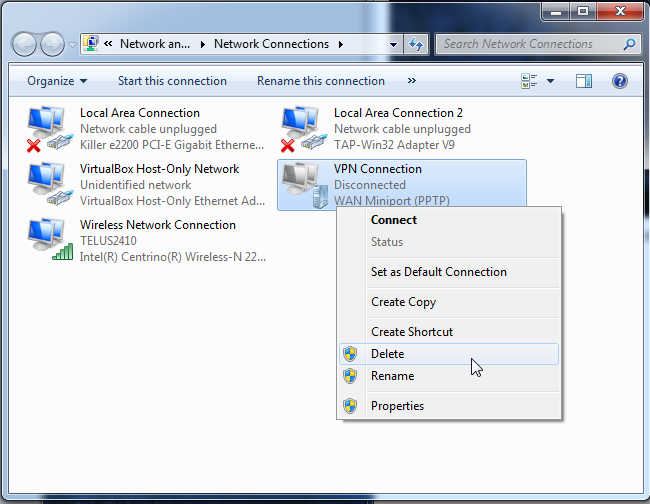 « Network an... ▸ Network Connections ▸
Search Network Connections
Organize Start this connection Rename this connection »
Local Area Connection
Network cable unplugged
Killer e2200 PCI-E Gigabit Etherne...
Local Area Connection 2
Network cable unplugged
TAP-Win32 Adapter V9
VirtualBox Host-Only Network
Unidentified network
VirtualBox Host-Only Ethernet Ad...
VPN Connection
Disconnected
WAN Miniport (PPTP)
Wireless Network Connection
TELUS2410
Intel(R) Centrino(R) Wireless-N 22...
Connect
Status
Set as Default Connection
Create Copy
Create Shortcut
Delete
Rename
Properties